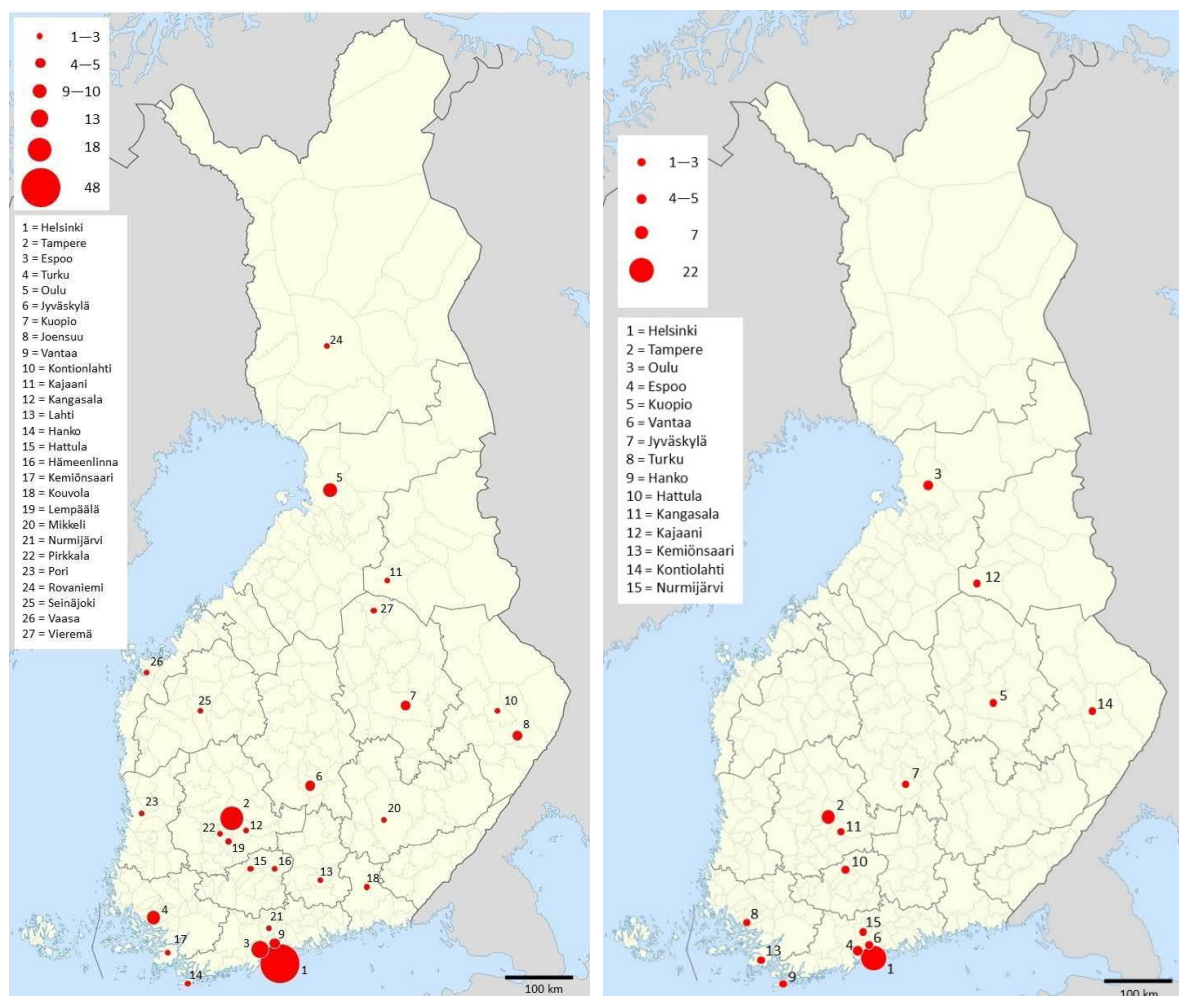 1—3
4—5
9—10
13
18
48
1 = Helsinki
2 = Tampere
3 = Espoo
4 = Turku
5 = Oulu
6 = Jyväskylä
7 = Kuopio
8 = Joensuu
9 = Vantaa
10 = Kontionlahti
11 = Kajaani
12 = Kangasala
13 = Lahti
14 = Hanko
15 = Hattula
16 = Hämeenlinna
17 = Kemiönsaari
18 = Kouvola
19 = Lempäälä
20 = Mikkeli
21 = Nurmijärvi
22 = Pirkkala
23 = Pori
24 = Rovaniemi
25 = Seinäjoki
26 = Vaasa
27 = Vieremä
24
5
11
27
26
25
7
10
8
6
23
2
22
12
19
20
15
16
13
18
4
21
17
9
3
1
14
100 km
1—3
4—5
7
22
1 = Helsinki
2 = Tampere
3 = Oulu
4 = Espoo
5 = Kuopio
6 = Vantaa
7 = Jyväskylä
8 = Turku
9 = Hanko
10 = Hattula
11 = Kangasala
12 = Kajaani
13 = Kemiönsaari
14 = Kontiolahti
15 = Nurmijärvi
3
12
5
14
7
2
11
10
8
15
6
4
13
1
9
100 km